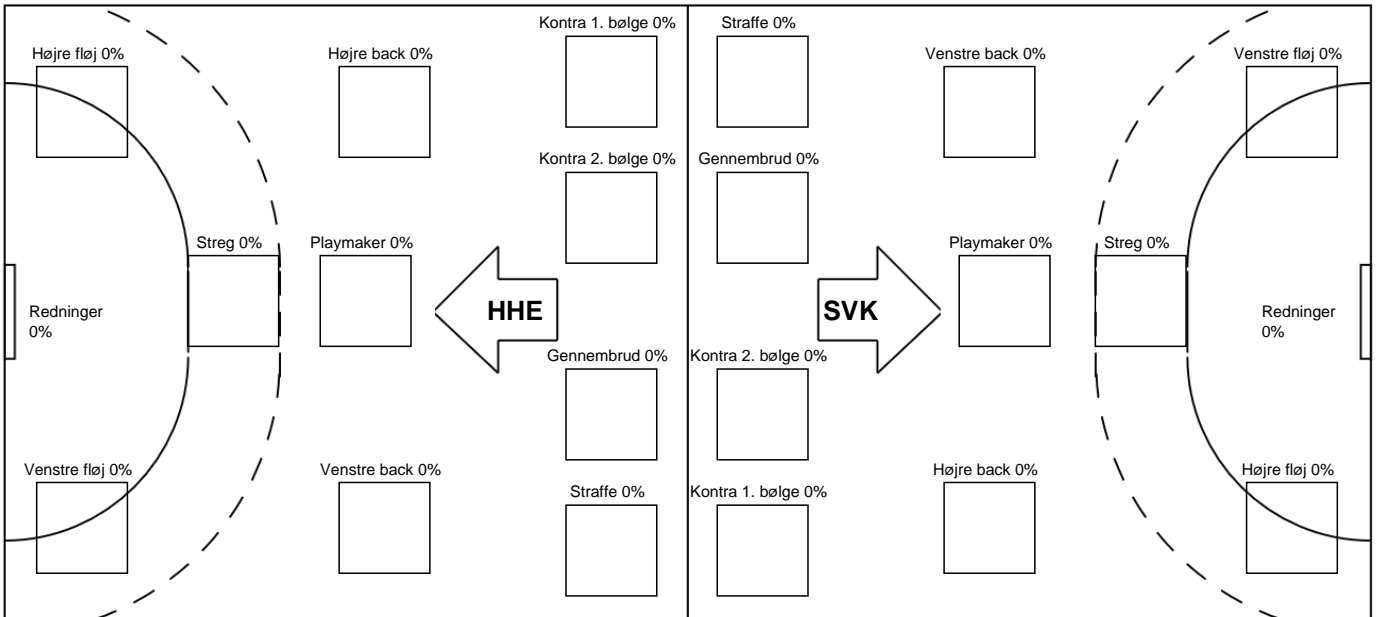 Kontra 1. bølge 0%
Straffe 0%
Højre fløj 0%
Højre back 0%
Venstre back 0%
Venstre fløj 0%
Kontra 2. bølge 0%
Gennembrud 0%
Streg 0%
Playmaker 0%
Playmaker 0%
Streg 0%
HHE
SVK
Redninger
0%
Redninger
0%
Gennembrud 0%
Kontra 2. bølge 0%
Venstre fløj 0%
Venstre back 0%
Højre back 0%
Højre fløj 0%
Straffe 0%
Kontra 1. bølge 0%